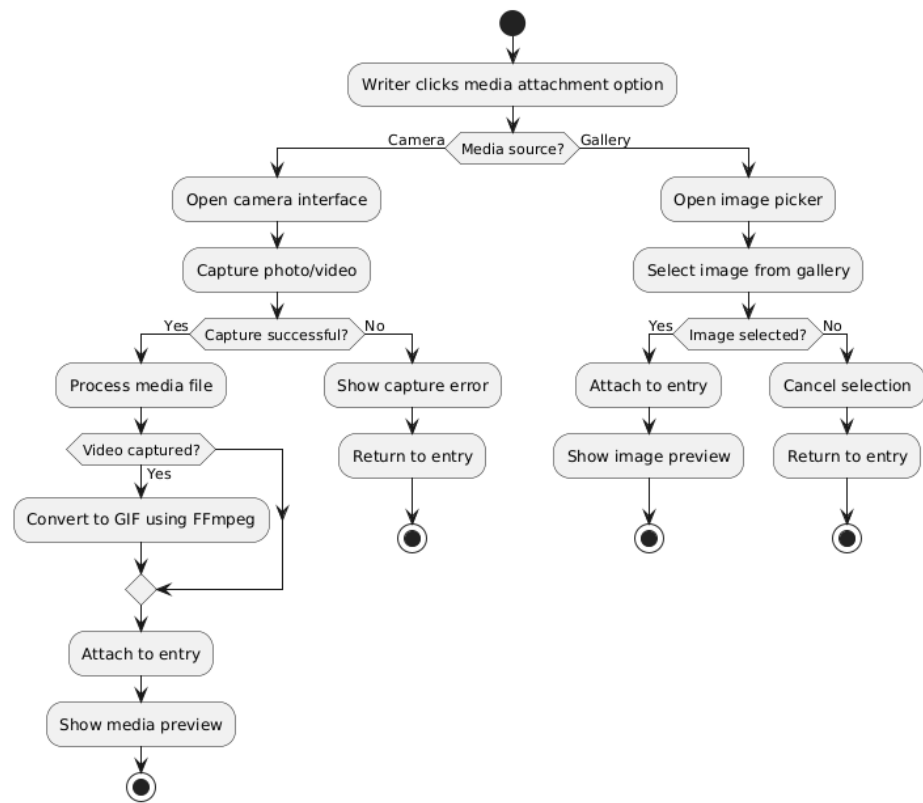 Writer clicks media attachment option
Camera
Media source?
Gallery
Open camera interface
Open image picker
Capture photo/video
Select image from gallery
Yes
Capture successful?
No
Yes
Image selected?
No
Process media file
Show capture error
Attach to entry
Cancel selection
Video captured?
Return to entry
Show image preview
Return to entry
Yes
Convert to GIF using FFmpeg
Attach to entry
Show media preview